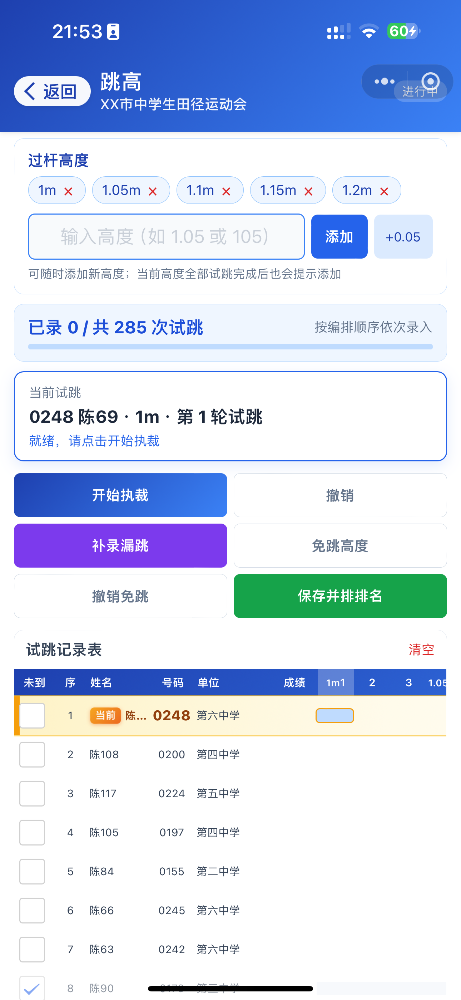 21:53
60
返回
跳高
XX市中学生田径运动会
进行中
过杆高度
1m × 1.05m × 1.1m × 1.15m × 1.2m ×
输入高度 (如 1.05 或 105)
添加
+0.05
可随时添加新高度；当前高度全部试跳完成后也会提示添加
已录 0 / 共 285 次试跳
按编排顺序依次录入
当前试跳
0248 陈69 · 1m · 第 1 轮试跳
就绪，请点击开始执裁
开始执裁
撤销
补录漏跳
免跳高度
撤销免跳
保存并排排名
试跳记录表
清空
未到 序 姓名 号码 单位 成绩 1m1 2 3 1.05
1 当前 陈... 0248 第六中学
2 陈108 0200 第四中学
3 陈117 0224 第五中学
4 陈105 0197 第四中学
5 陈84 0155 第二中学
6 陈66 0245 第六中学
7 陈63 0242 第六中学
8 陈90